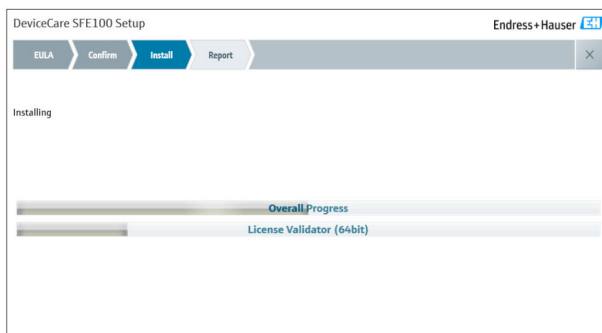 DeviceCare SFE100 Setup
Endress+Hauser EH
EULA Confirm Install Report
Installing
Overall Progress
License Validator (64bit)